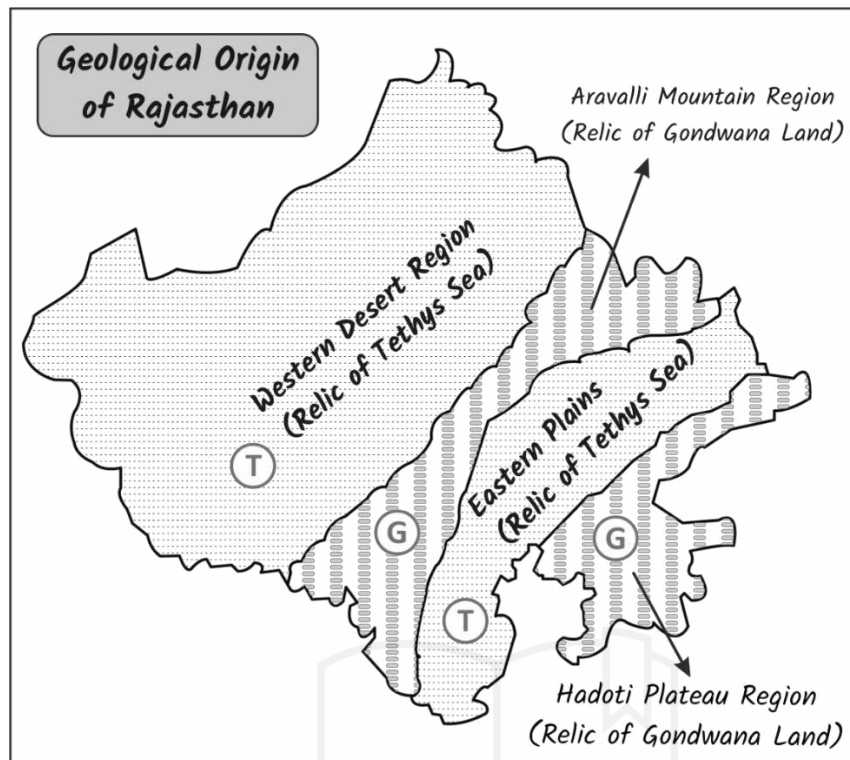 Geological Origin
of Rajasthan
Aravalli Mountain Region
(Relic of Gondwana Land)
Western Desert Region
(Relic of Tethys Sea)
Eastern Plains
(Relic of Tethys Sea)
T
G
G
T
Hadoti Plateau Region
(Relic of Gondwana Land)